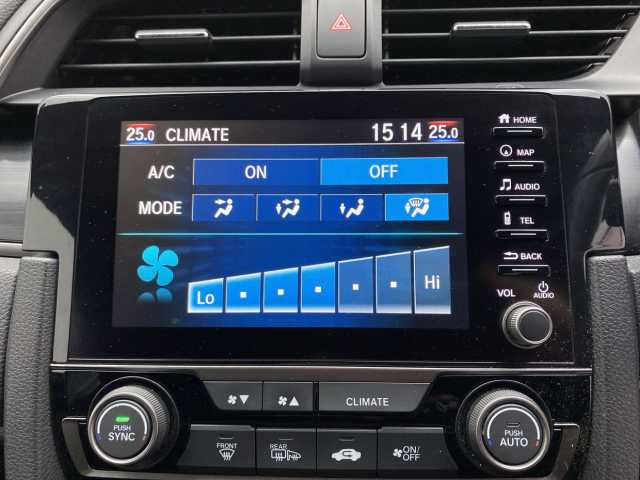 25.0 CLIMATE 15 14 25.0
A/C ON OFF
MODE
Lo Hi
HOME
MAP
AUDIO
TEL
BACK
VOL AUDIO
CLIMATE
PUSH SYNC
FRONT
REAR
ON/OFF
PUSH AUTO